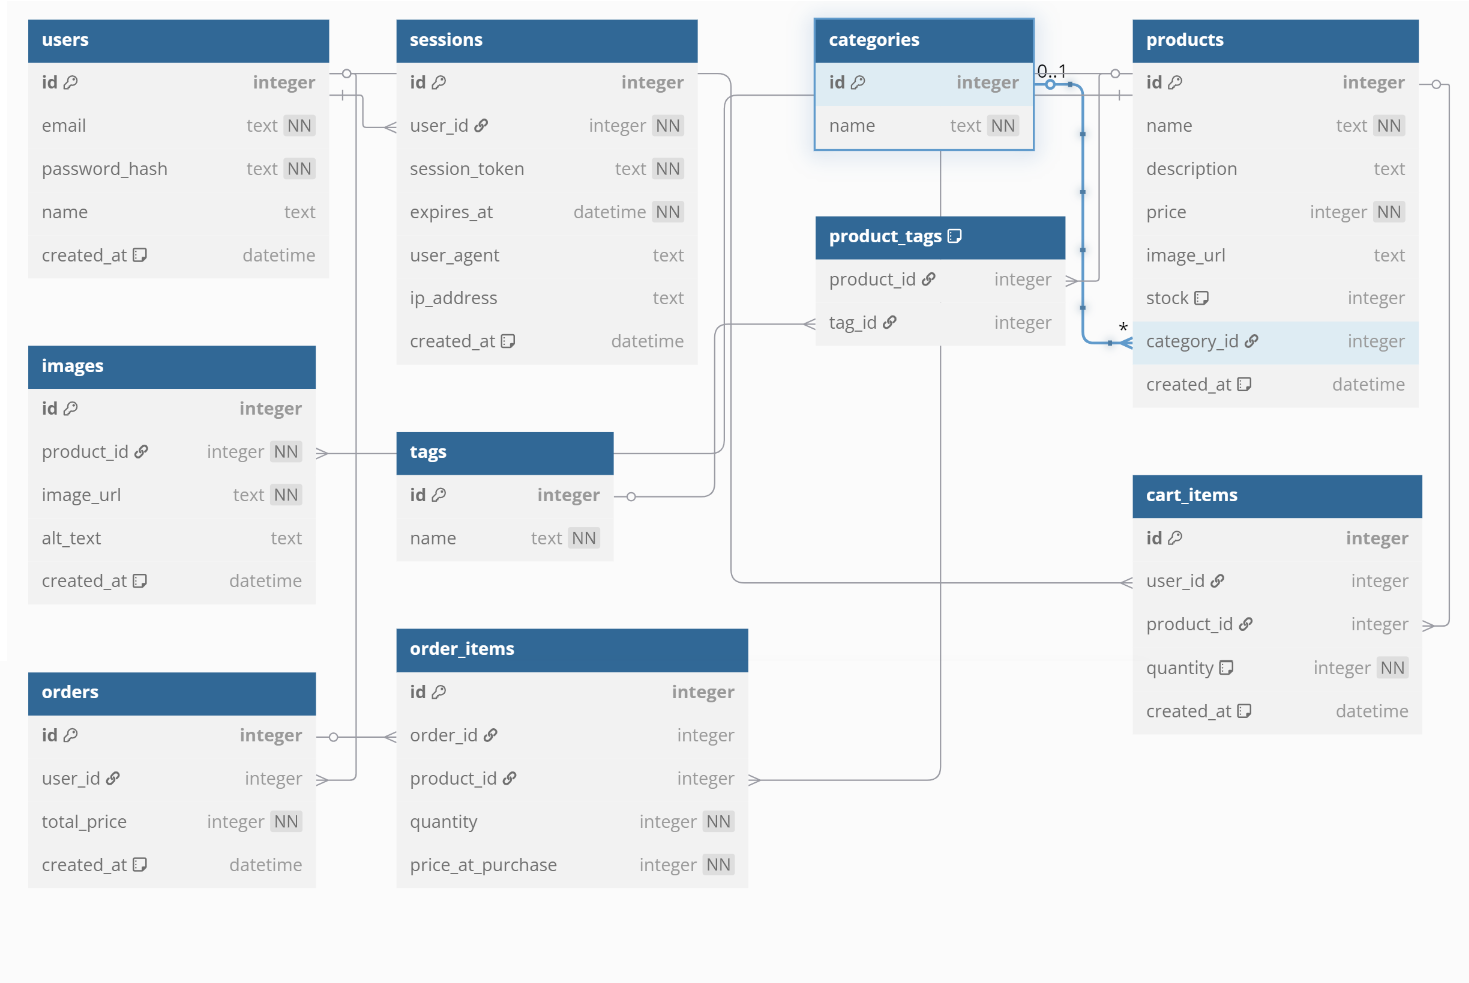 users
id integer
email text NN
password_hash text NN
name text
created_at datetime
sessions
id integer
user_id integer NN
session_token text NN
expires_at datetime NN
user_agent text
ip_address text
created_at datetime
categories
id integer
name text NN
0..1
*
products
id integer
name text NN
description text
price integer NN
image_url text
stock integer
category_id integer
created_at datetime
product_tags
product_id integer
tag_id integer
images
id integer
product_id integer NN
image_url text NN
alt_text text
created_at datetime
tags
id integer
name text NN
cart_items
id integer
user_id integer
product_id integer
quantity integer NN
created_at datetime
orders
id integer
user_id integer
total_price integer NN
created_at datetime
order_items
id integer
order_id integer
product_id integer
quantity integer NN
price_at_purchase integer NN